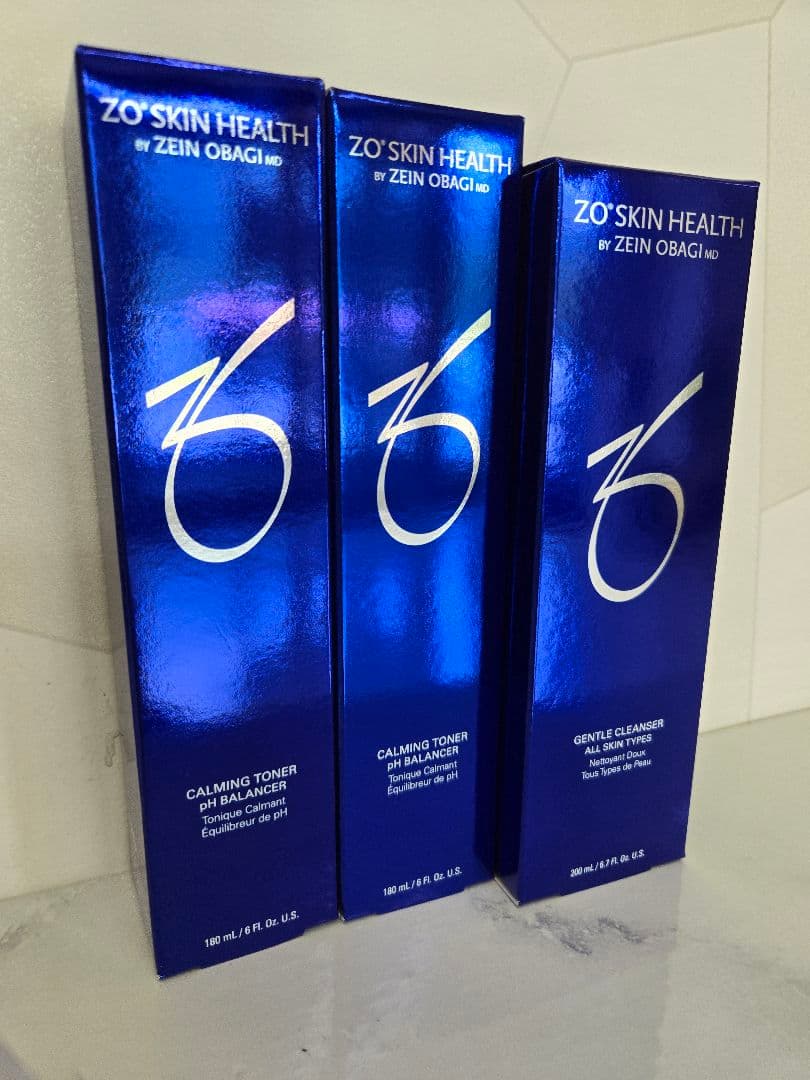 ZO® SKIN HEALTH
BY ZEIN OBAGI MD
CALMING TONER
pH BALANCER
Tonique Calmant
Équilibreur de pH
180 mL / 6 Fl. Oz. U.S.
ZO® SKIN HEALTH
BY ZEIN OBAGI MD
CALMING TONER
pH BALANCER
Tonique Calmant
Équilibreur de pH
180 mL / 6 Fl. Oz. U.S.
ZO® SKIN HEALTH
BY ZEIN OBAGI MD
GENTLE CLEANSER
ALL SKIN TYPES
Nettoyant Doux
Tous Types de Peau
200 mL / 6.7 Fl. Oz. U.S.